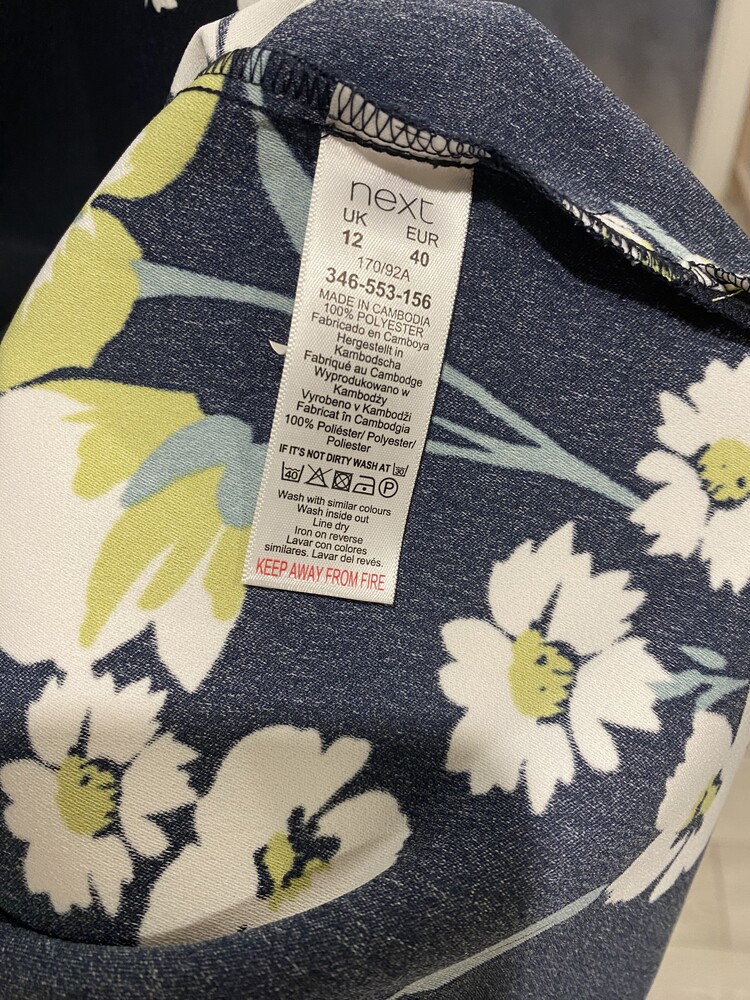 next
UK EUR
12 40
170/92A
346-553-156
MADE IN CAMBODIA
100% POLYESTER
Fabricado en Camboya
Hergestellt in
Kambodscha
Fabriqué au Cambodge
Wyprodukowano w
Kambodży
Vyrobeno v Kambodži
Fabricat în Cambodgia
100% Poliéster/ Polyester/
Poliester
IF IT'S NOT DIRTY WASH AT 30
40 P
Wash with similar colours
Wash inside out
Line dry
Iron on reverse
Lavar con colores
similares. Lavar del revés.
KEEP AWAY FROM FIRE